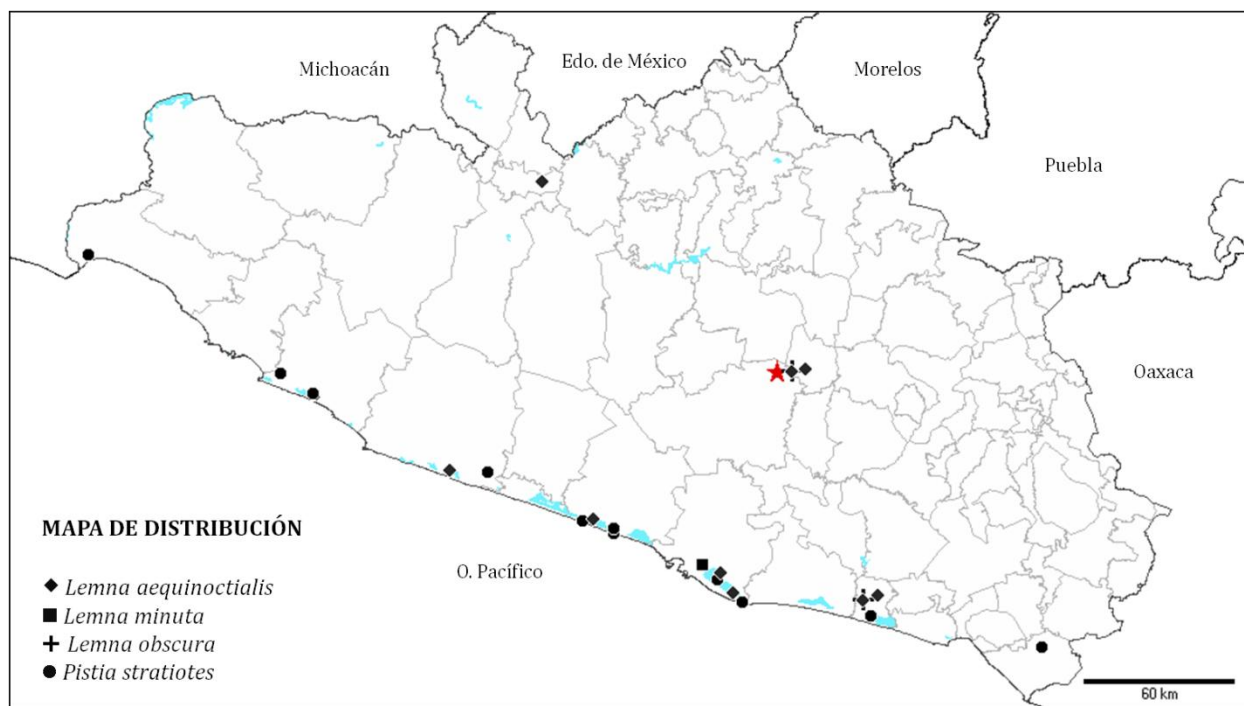 Michoacán
Edo. de México
Morelos
Puebla
Oaxaca
MAPA DE DISTRIBUCIÓN
O. Pacífico
Lemna aequinoctialis
Lemna minuta
Lemna obscura
Pistia stratiotes
60 km